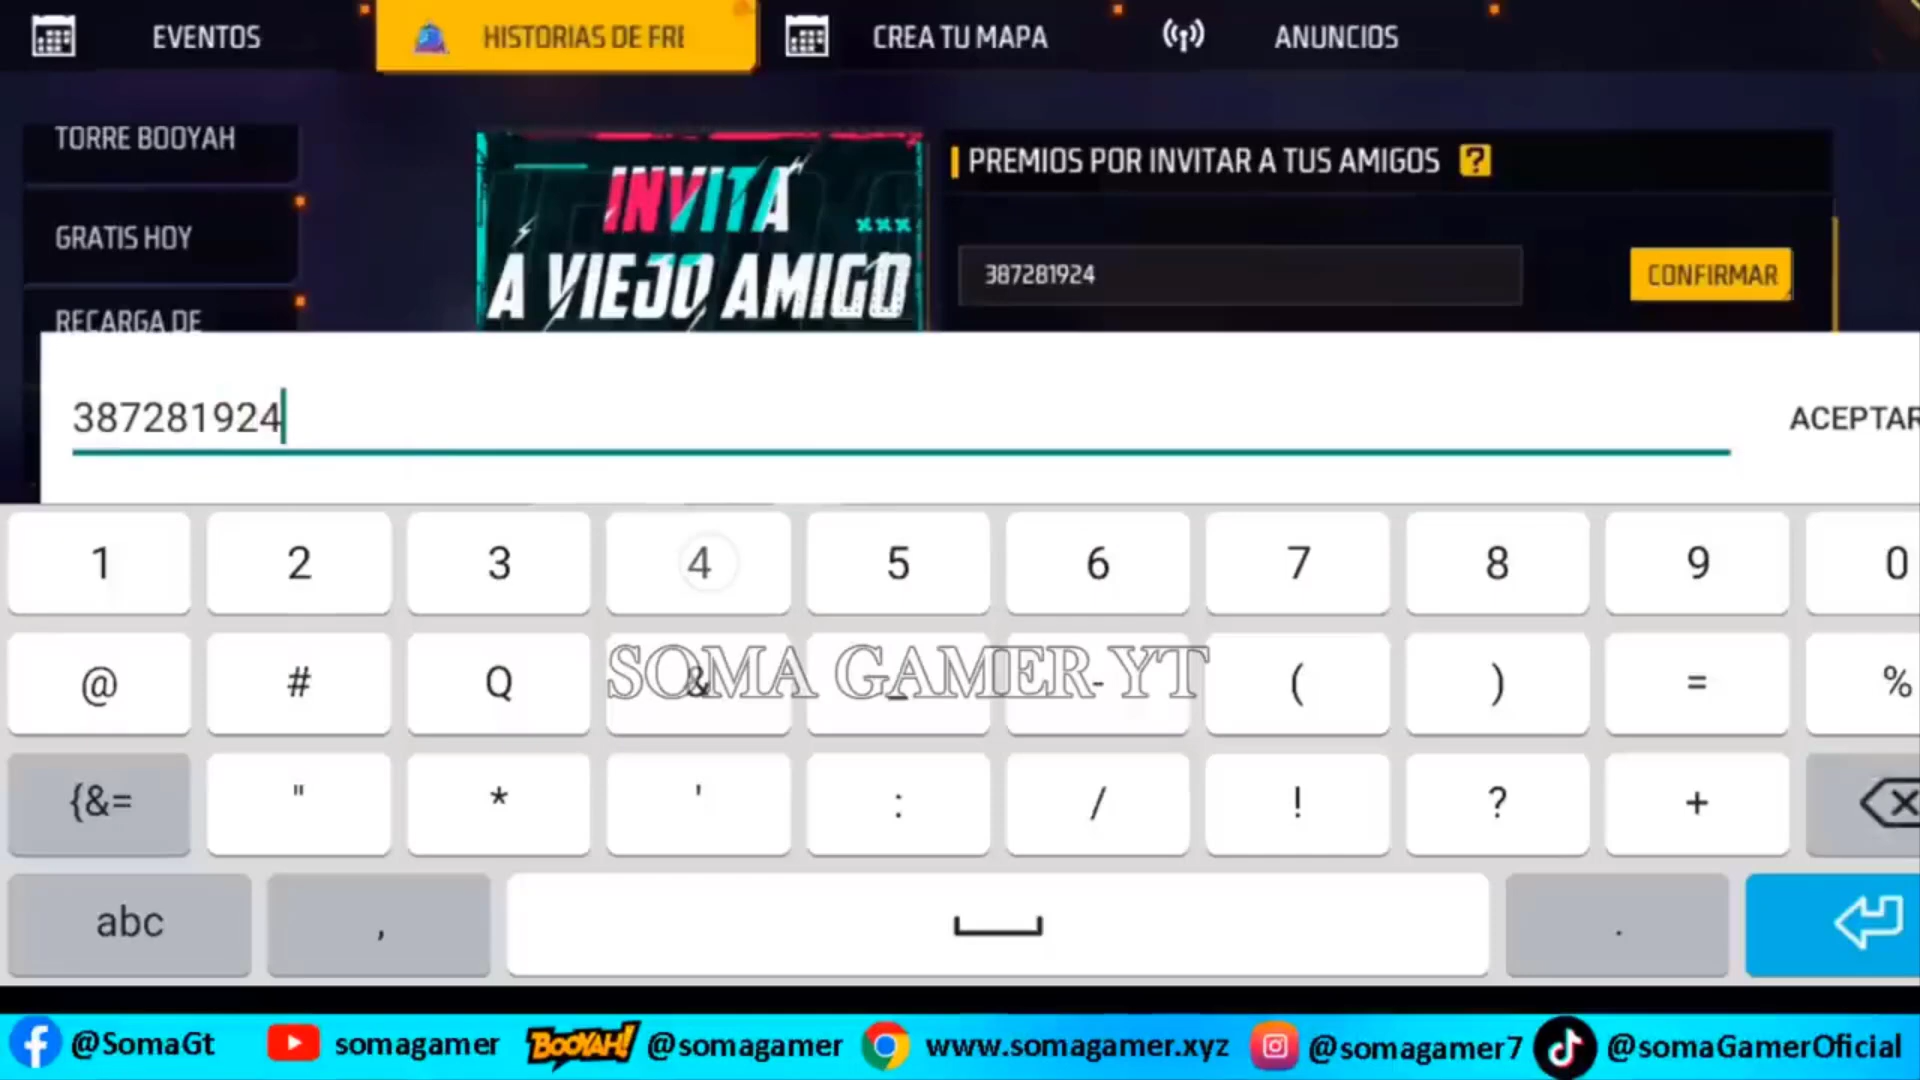 EVENTOS
HISTORIAS DE FRE
CREA TU MAPA
ANUNCIOS
TORRE BOOYAH
GRATIS HOY
RECARGA DE
INVITA
A VIEJO AMIGO
PREMIOS POR INVITAR A TUS AMIGOS ?
387281924
CONFIRMAR
387281924
ACEPTAR
1 2 3 4 5 6 7 8 9 0
@ # Q & _ - ( ) = %
SOMA GAMER-YT
{&= " * ' : / ! ? +
abc , .
@SomaGt somagamer BOOYAH! @somagamer www.somagamer.xyz @somagamer7 @somaGamerOficial